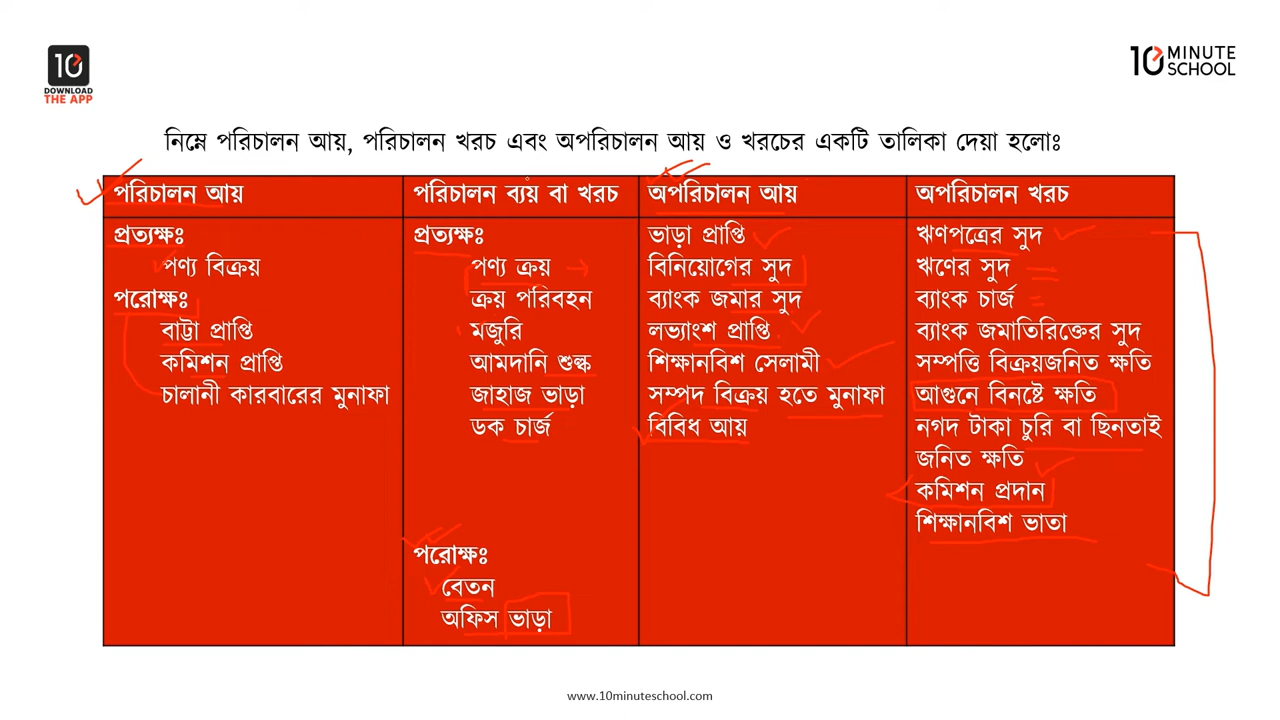 10
DOWNLOAD
THE APP
10 MINUTE
SCHOOL
নিম্নে পরিচালন আয়, পরিচালন খরচ এবং অপরিচালন আয় ও খরচের একটি তালিকা দেয়া হলোঃ
পরিচালন আয়
প্রত্যক্ষঃ
পণ্য বিক্রয়
পরোক্ষঃ
বাট্টা প্রাপ্তি
কমিশন প্রাপ্তি
চালানী কারবারের মুনাফা
পরিচালন ব্যয় বা খরচ
প্রত্যক্ষঃ
পণ্য ক্রয়
ক্রয় পরিবহন
মজুরি
আমদানি শুল্ক
জাহাজ ভাড়া
ডক চার্জ
পরোক্ষঃ
বেতন
অফিস ভাড়া
অপরিচালন আয়
ভাড়া প্রাপ্তি
বিনিয়োগের সুদ
ব্যাংক জমার সুদ
লভ্যাংশ প্রাপ্তি
শিক্ষানবিশ সেলামী
সম্পদ বিক্রয় হতে মুনাফা
বিবিধ আয়
অপরিচালন খরচ
ঋণপত্রের সুদ
ঋণের সুদ
ব্যাংক চার্জ
ব্যাংক জমাতিরিক্তের সুদ
সম্পত্তি বিক্রয়জনিত ক্ষতি
আগুনে বিনষ্টে ক্ষতি
নগদ টাকা চুরি বা ছিনতাই
জনিত ক্ষতি
কমিশন প্রদান
শিক্ষানবিশ ভাতা
www.10minuteschool.com